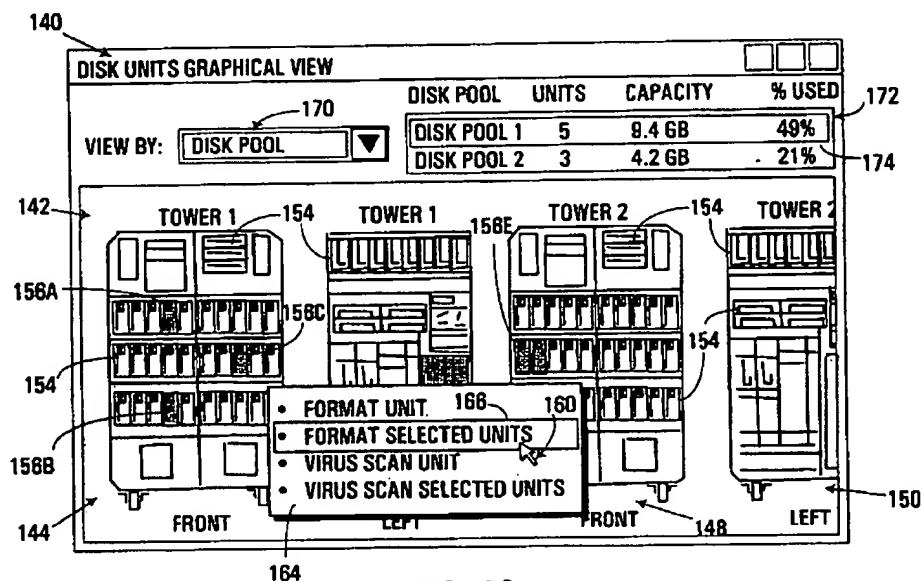 140
DISK UNITS GRAPHICAL VIEW
170
DISK POOL UNITS CAPACITY % USED
172
VIEW BY: DISK POOL
DISK POOL 1 5 9.4 GB 49%
DISK POOL 2 3 4.2 GB 21%
174
142
TOWER 1 154 TOWER 1 156E TOWER 2 154 TOWER 2
156A
156C
154
154
156B
• FORMAT UNIT.
166
160
• FORMAT SELECTED UNITS
• VIRUS SCAN UNIT
• VIRUS SCAN SELECTED UNITS
144
FRONT
LEFT
FRONT
148
LEFT
150
164